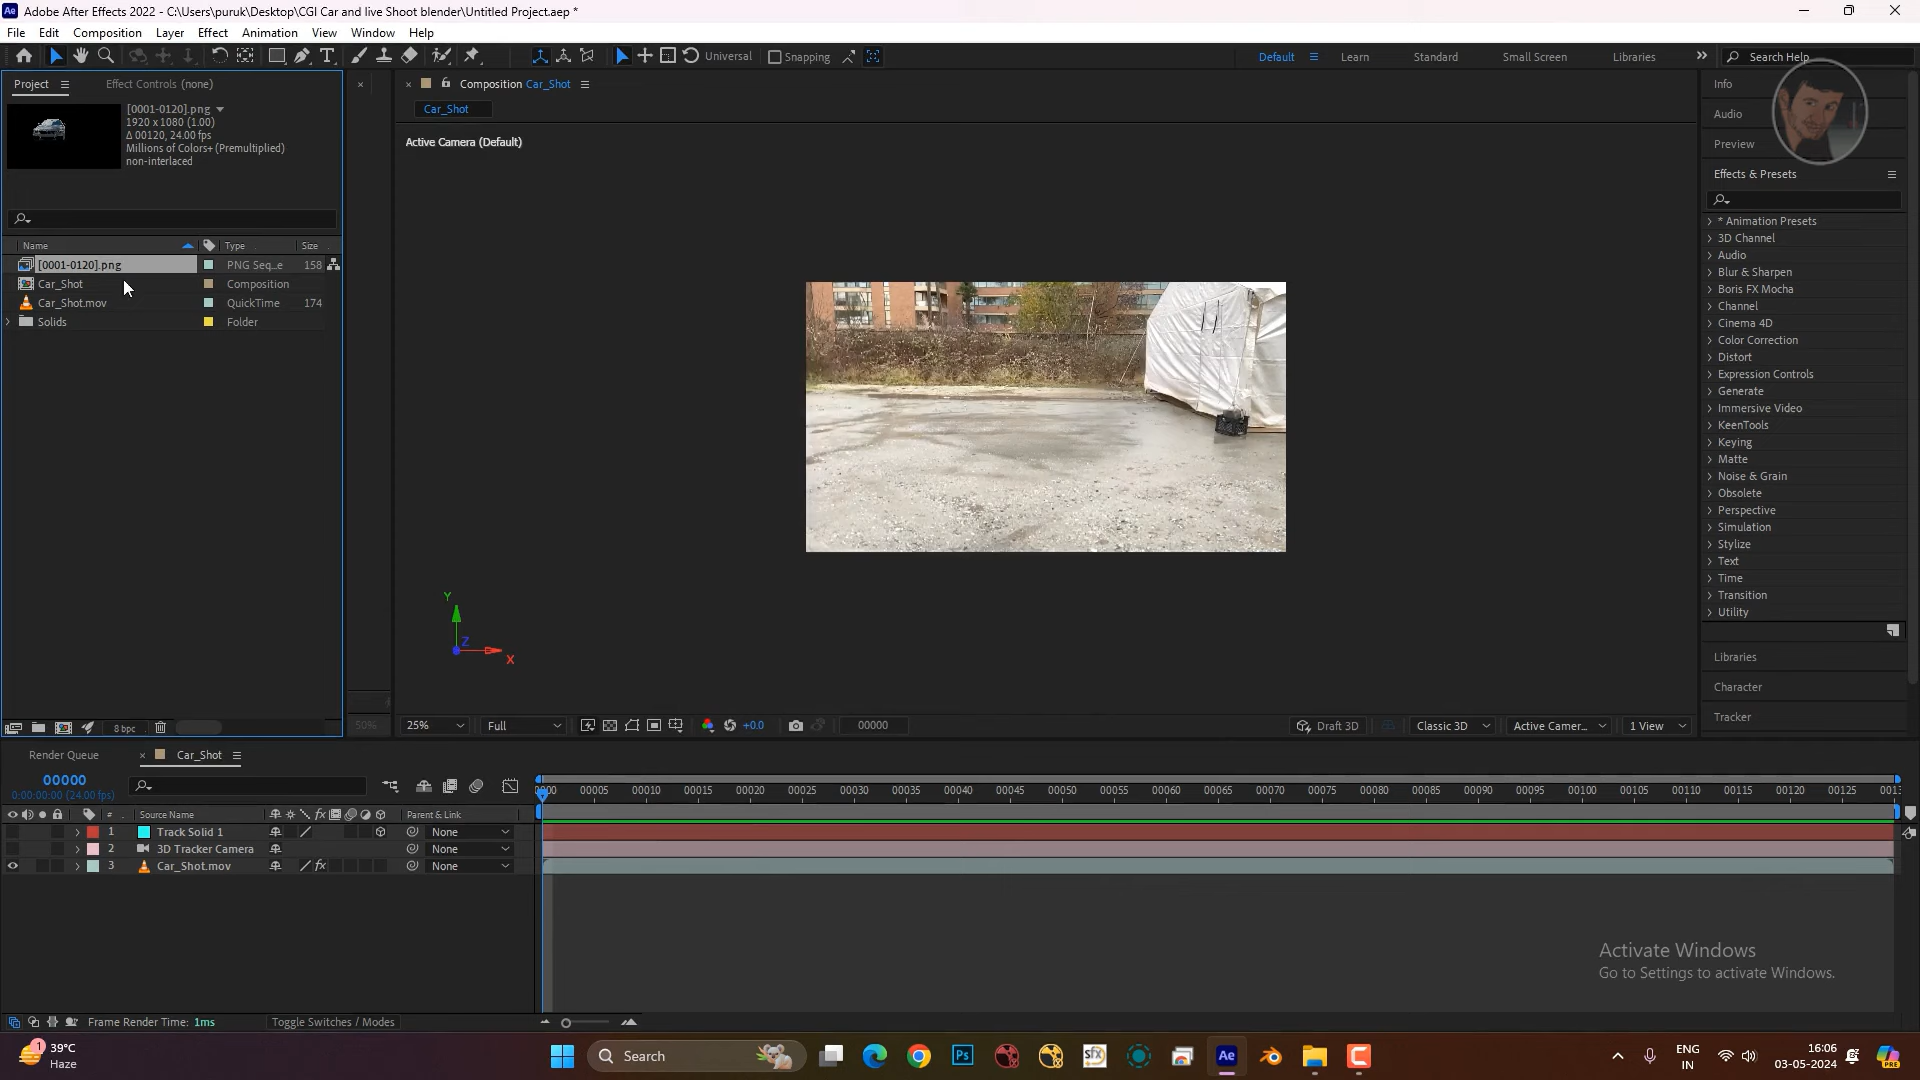 Adobe After Effects 2022 - C:\Users\puruk\Desktop\CGI Car and live Shoot blender\Untitled Project.aep *
File Edit Composition Layer Effect Animation View Window Help
Universal Snapping Default Learn Standard Small Screen Libraries Search Help
Project Effect Controls (none) Composition Car_Shot Info
[0001-0120].png Car_Shot
1920 x 1080 (1.00)
Δ 00120, 24.00 fps
Millions of Colors+ (Premultiplied)
non-interlaced
Active Camera (Default)
Audio
Preview
Effects & Presets
Name Type Size
[0001-0120].png PNG Seq...e 158
Car_Shot Composition
Car_Shot.mov QuickTime 174
Solids Folder
* Animation Presets
3D Channel
Audio
Blur & Sharpen
Boris FX Mocha
Channel
Cinema 4D
Color Correction
Distort
Expression Controls
Generate
Immersive Video
KeenTools
Keying
Matte
Noise & Grain
Obsolete
Perspective
Simulation
Stylize
Text
Time
Transition
Utility
Libraries
Character
Tracker
Y
Z
X
8 bpc 50% 25% Full +0.0 00000 Draft 3D Classic 3D Active Camer... 1 View
Render Queue Car_Shot
00000
0:00:00:00 (24.00 fps)
00005 00010 00015 00020 00025 00030 00035 00040 00045 00050 00055 00060 00065 00070 00075 00080 00085 00090 00095 00100 00105 00110 00115 00120 00125
# Source Name Parent & Link
1 Track Solid 1 None
2 3D Tracker Camera None
3 Car_Shot.mov fx None
Activate Windows
Go to Settings to activate Windows.
Frame Render Time: 1ms Toggle Switches / Modes
39°C
Haze
Search
Ps
sfx
Ae
ENG
IN
16:06
03-05-2024